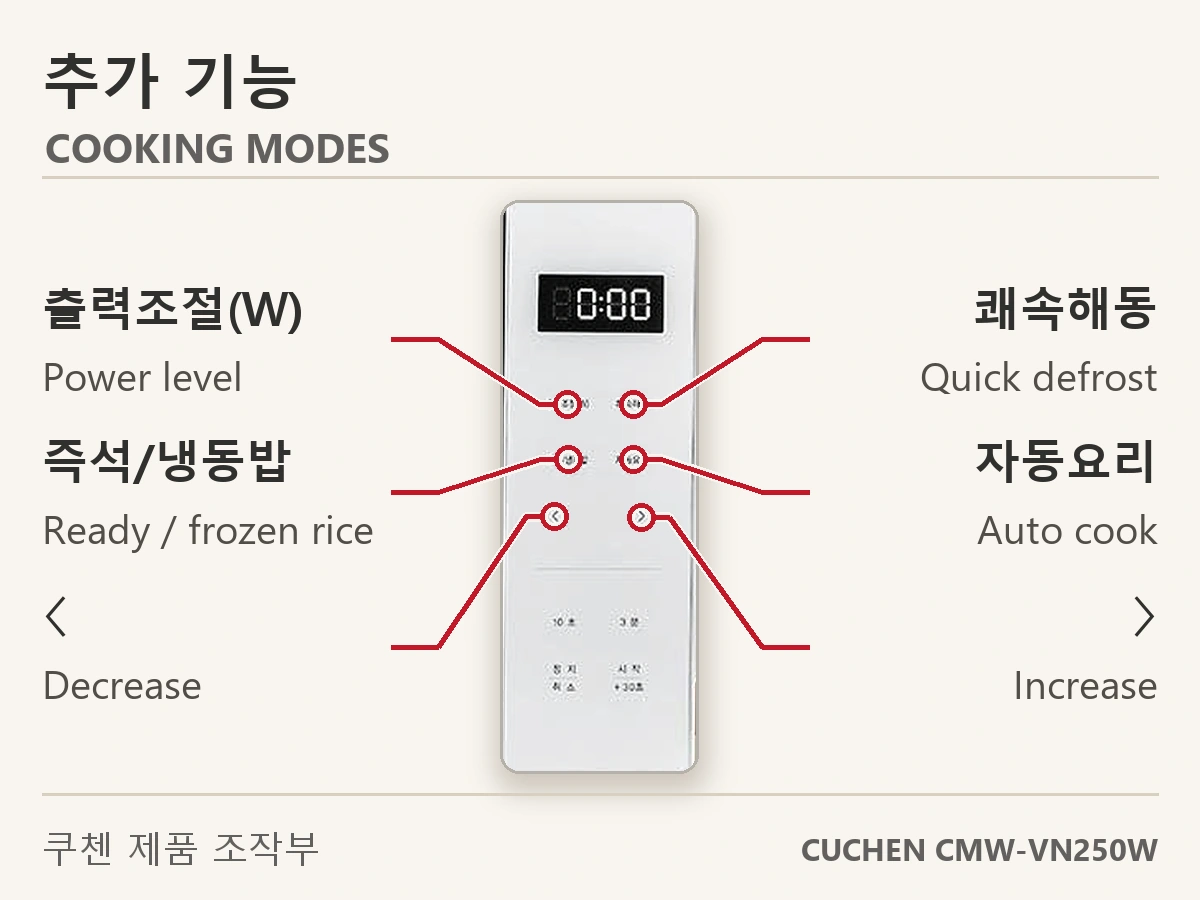 추가 기능
COOKING MODES
출력조절(W)
Power level
쾌속해동
Quick defrost
즉석/냉동밥
Ready / frozen rice
자동요리
Auto cook
<
Decrease
>
Increase
0:00
< >
10초 3분
정지 시작
취소 +30초
쿠첸 제품 조작부
CUCHEN CMW-VN250W